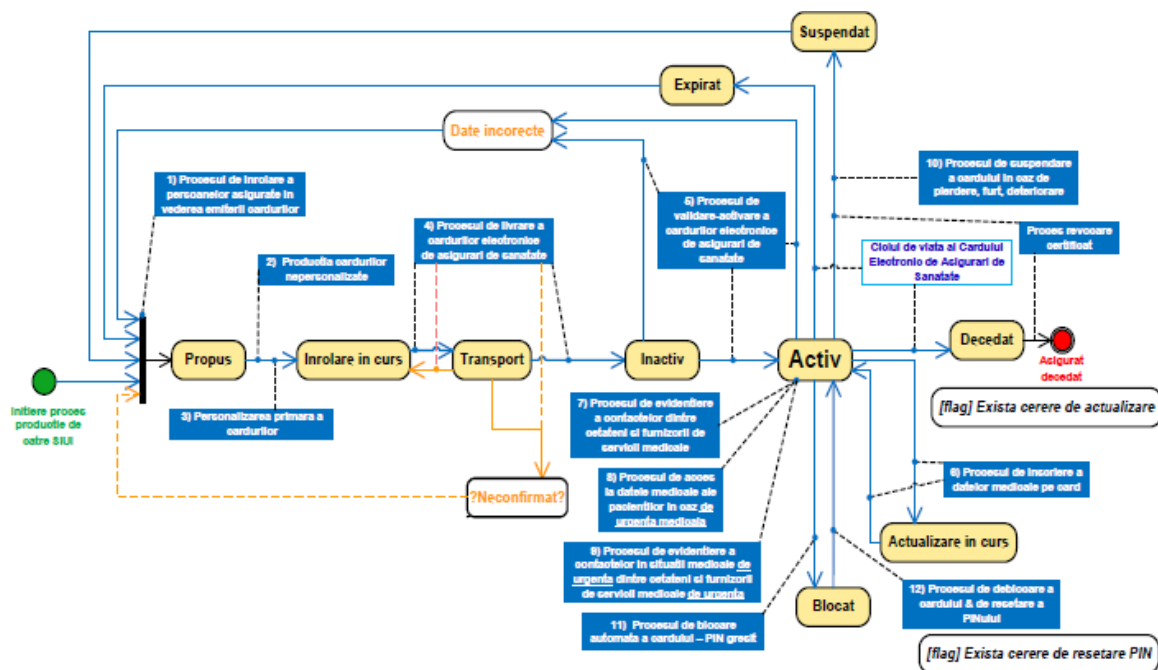 Suspendat
Expirat
Date incorecte
1) Procesul de inrolare a
persoanelor asigurate in
vederea emiterii cardurilor
4) Procesul de livrare a
cardurilor electronice
de asigurari de sanatate
5) Procesul de
validare-activare a
cardurilor electronice
de asigurari de
sanatate
10) Procesul de suspendare
a cardului in caz de
pierdere, furt, deteriorare
Proces revocare
certificat
Ciclul de viata al Cardului
Electronic de Asigurari de
Sanatate
2) Productia cardurilor
nepersonalizate
Propus
Inrolare in curs
Transport
Inactiv
Activ
Decedat
Asigurat
decedat
Initiere proces
productie de
catre SIUI
3) Personalizarea primara a
cardurilor
7) Procesul de evidentiere
a contactelor dintre
cetateni si furnizorii de
servicii medicale
[flag] Exista cerere de actualizare
?Neconfirmat?
8) Procesul de acces
la datele medicale ale
pacientilor in caz de
urgenta medicala
6) Procesul de inscriere a
datelor medicale pe card
9) Procesul de evidentiere a
contactelor in situatii medicale de
urgenta dintre cetateni si furnizorii
de servicii medicale de urgenta
Actualizare in curs
11) Procesul de blocare
automata a cardului – PIN gresit
Blocat
12) Procesul de deblocare a
cardului & de resetare a
PINului
[flag] Exista cerere de resetare PIN